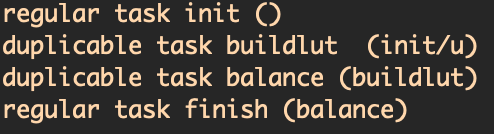 regular task init ()
duplicable task buildlut  (init/u)
duplicable task balance (buildlut)
regular task finish (balance)